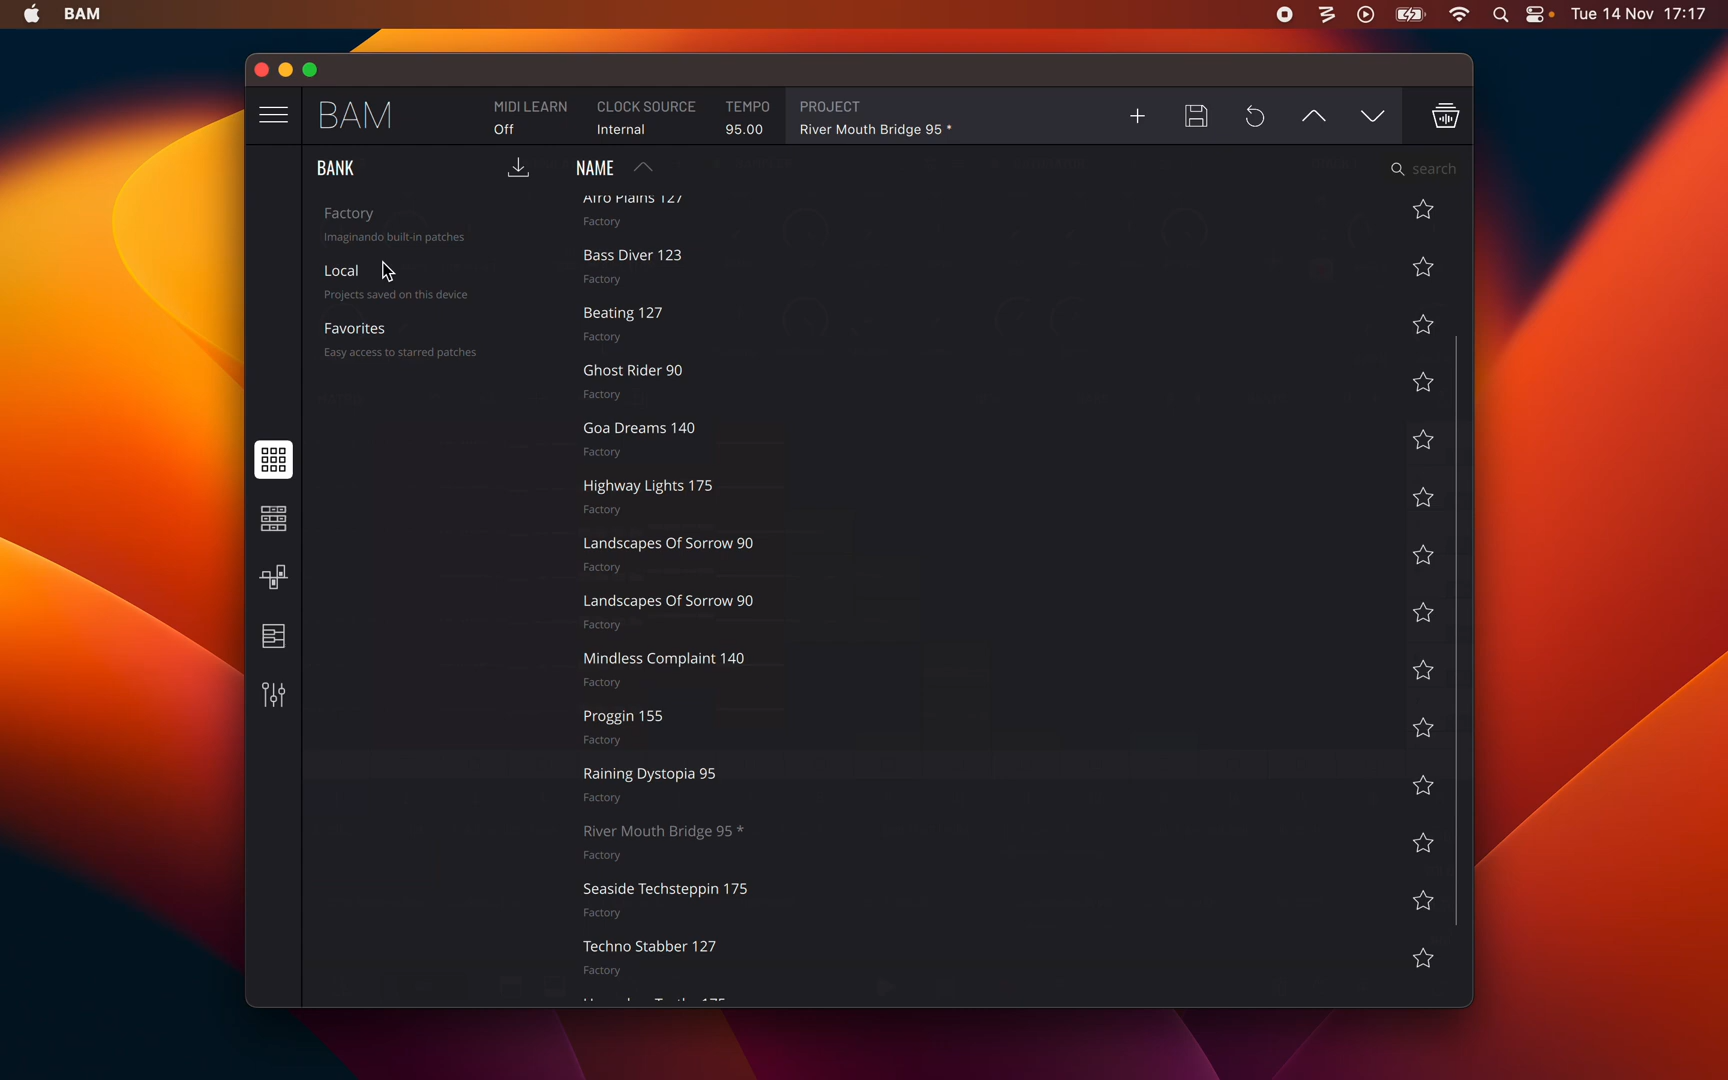 BAM
Tue 14 Nov 17:17
BAM
MIDI LEARN
Off
CLOCK SOURCE
Internal
TEMPO
95.00
PROJECT
River Mouth Bridge 95 *
BANK
NAME
search
Factory
Imaginando built-in patches
Local
Projects saved on this device
Favorites
Easy access to starred patches
Afro Plains 127
Factory
Bass Diver 123
Factory
Beating 127
Factory
Ghost Rider 90
Factory
Goa Dreams 140
Factory
Highway Lights 175
Factory
Landscapes Of Sorrow 90
Factory
Landscapes Of Sorrow 90
Factory
Mindless Complaint 140
Factory
Proggin 155
Factory
Raining Dystopia 95
Factory
River Mouth Bridge 95 *
Factory
Seaside Techsteppin 175
Factory
Techno Stabber 127
Factory